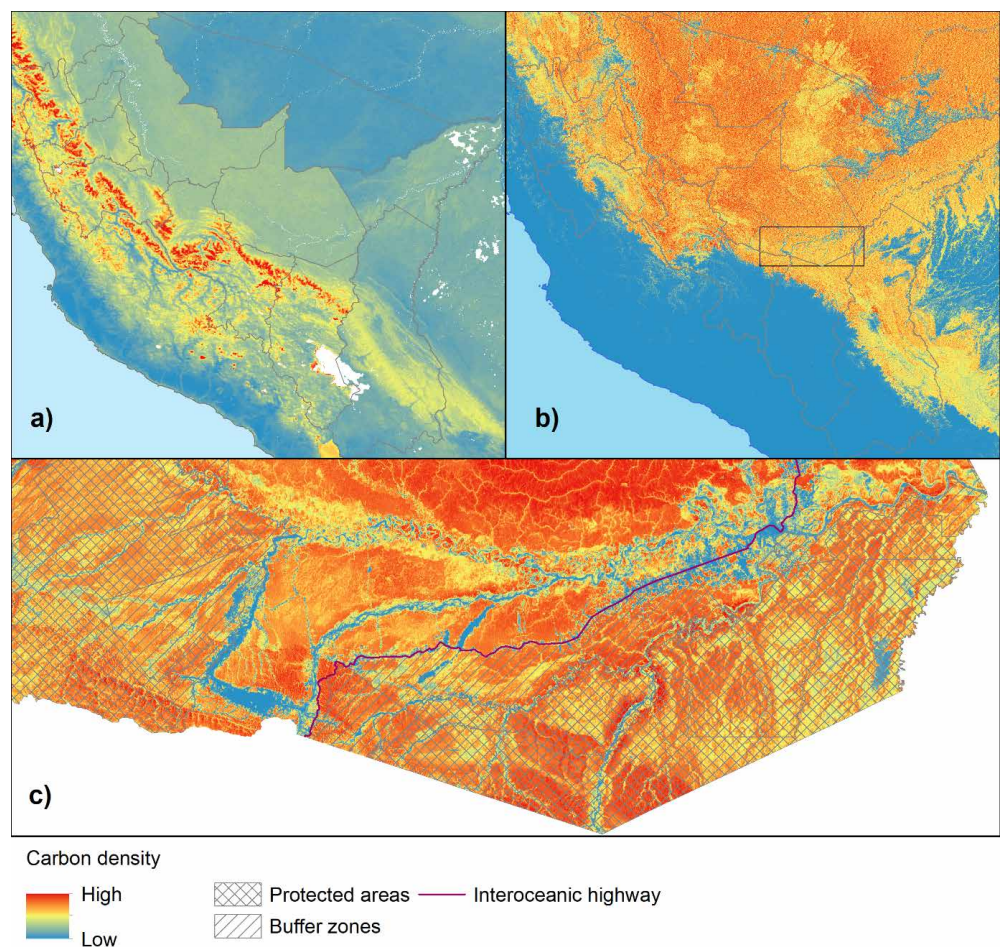 a)
b)
c)
Carbon density
High
Low
Protected areas
Buffer zones
Interoceanic highway